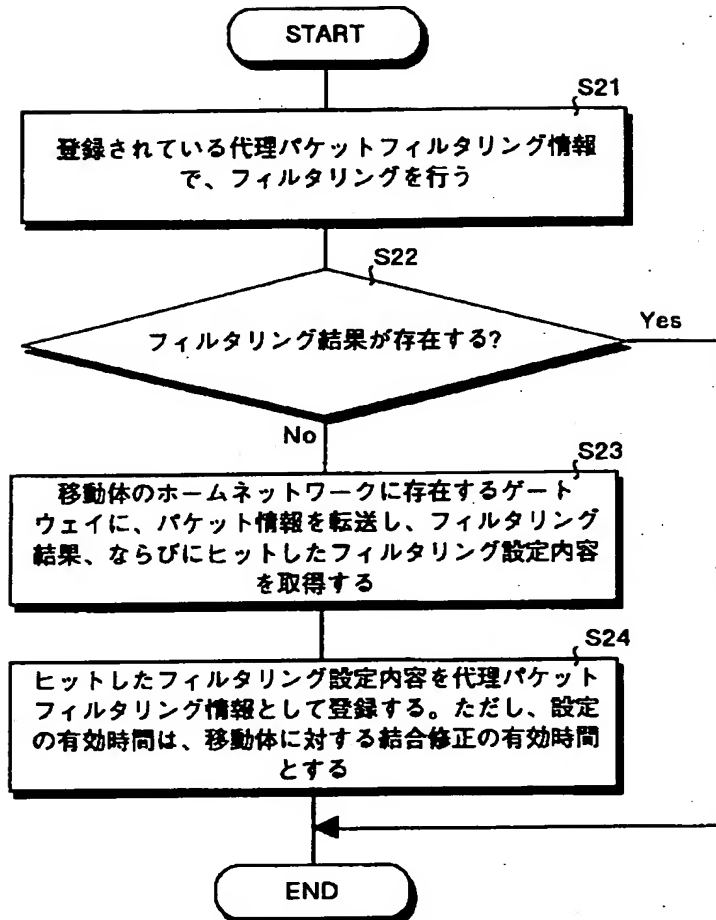 START
S21
登録されている代理パケットフィルタリング情報
で、フィルタリングを行う
S22
フィルタリング結果が存在する?
Yes
No
S23
移動体のホームネットワークに存在するゲート
ウェイに、パケット情報を転送し、フィルタリング
結果、ならびにヒットしたフィルタリング設定内容
を取得する
S24
ヒットしたフィルタリング設定内容を代理パケット
フィルタリング情報として登録する。ただし、設定
の有効時間は、移動体に対する結合修正の有効時間
とする
END